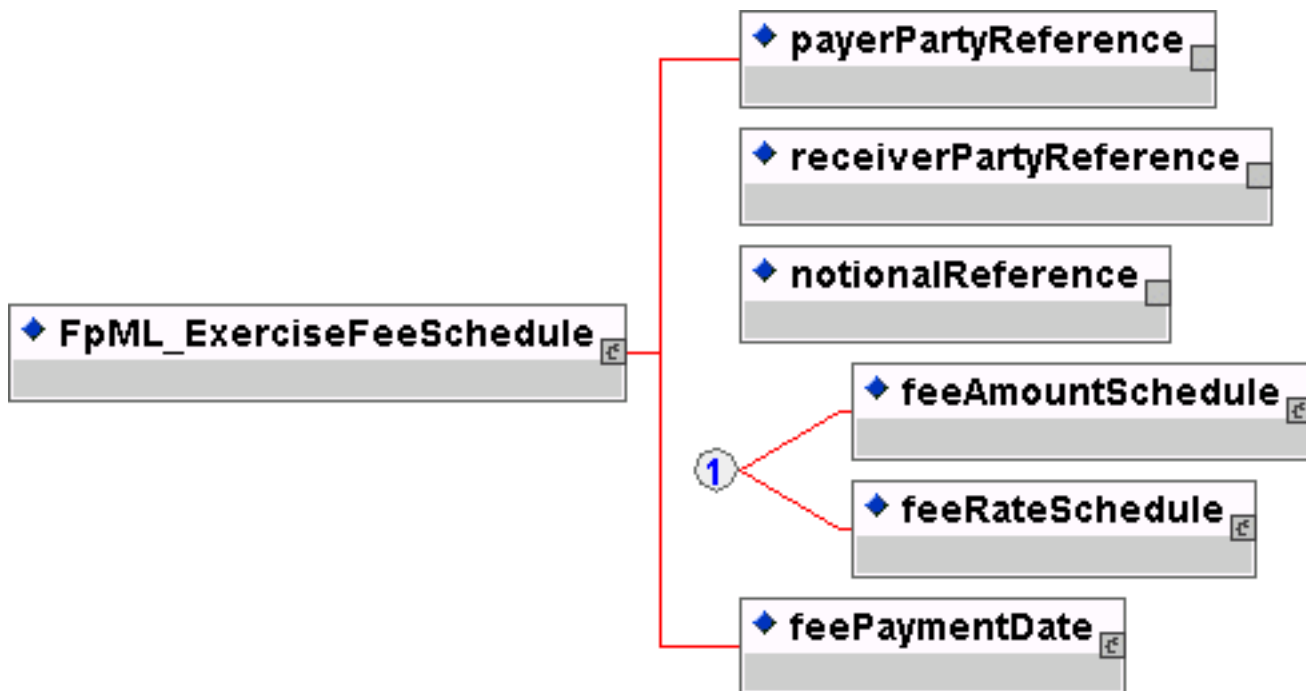 payerPartyReference
receiverPartyReference
notionalReference
FpML_ExerciseFeeSchedule
feeAmountSchedule
1
feeRateSchedule
feePaymentDate